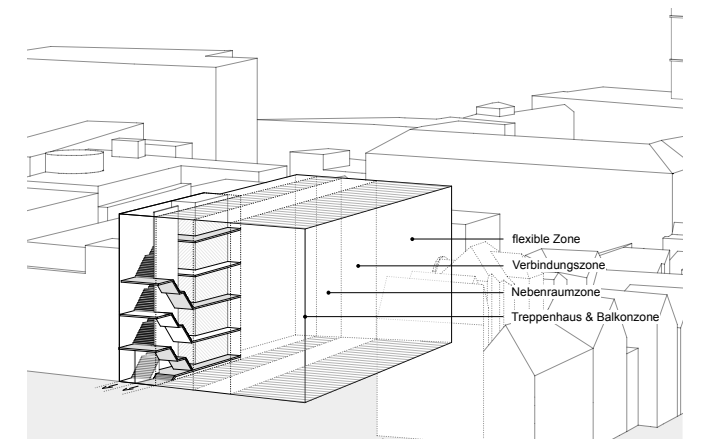 flexible Zone
Verbindungszone
Nebenraumzone
Treppenhaus & Balkonzone